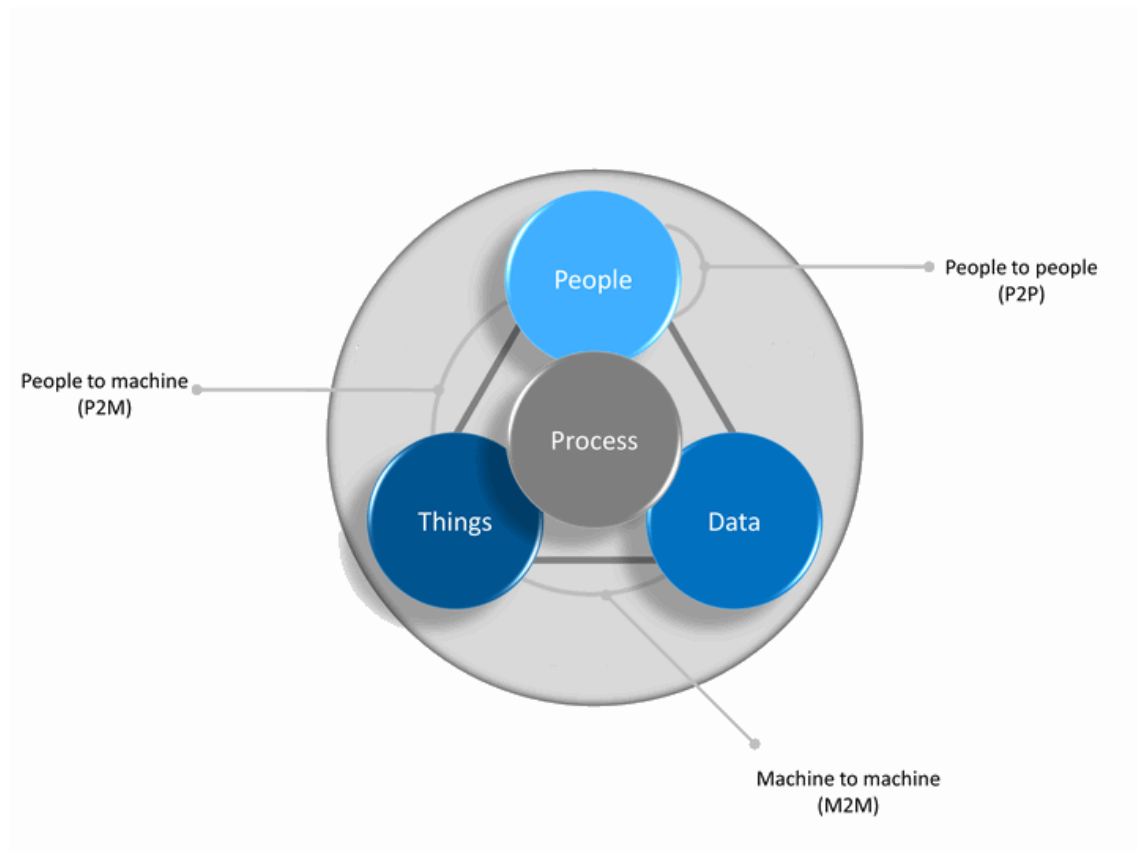 People
People to people
(P2P)
People to machine
(P2M)
Process
Things
Data
Machine to machine
(M2M)